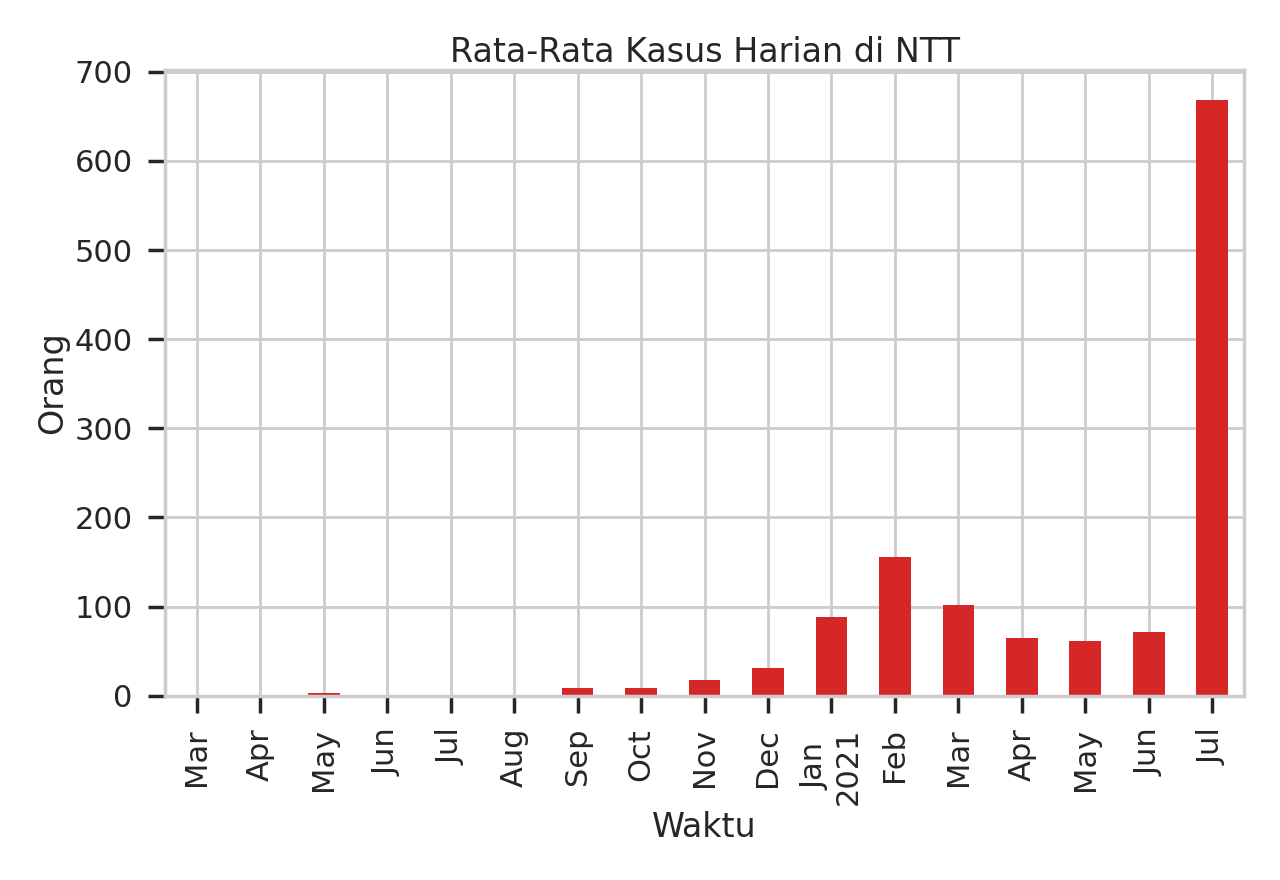 Rata-Rata Kasus Harian di NTT
700
600
500
400
300
200
100
0
Orang
Mar
Apr
May
Jun
Jul
Aug
Sep
Oct
Nov
Dec
Jan
2021
Feb
Mar
Apr
May
Jun
Jul
Waktu